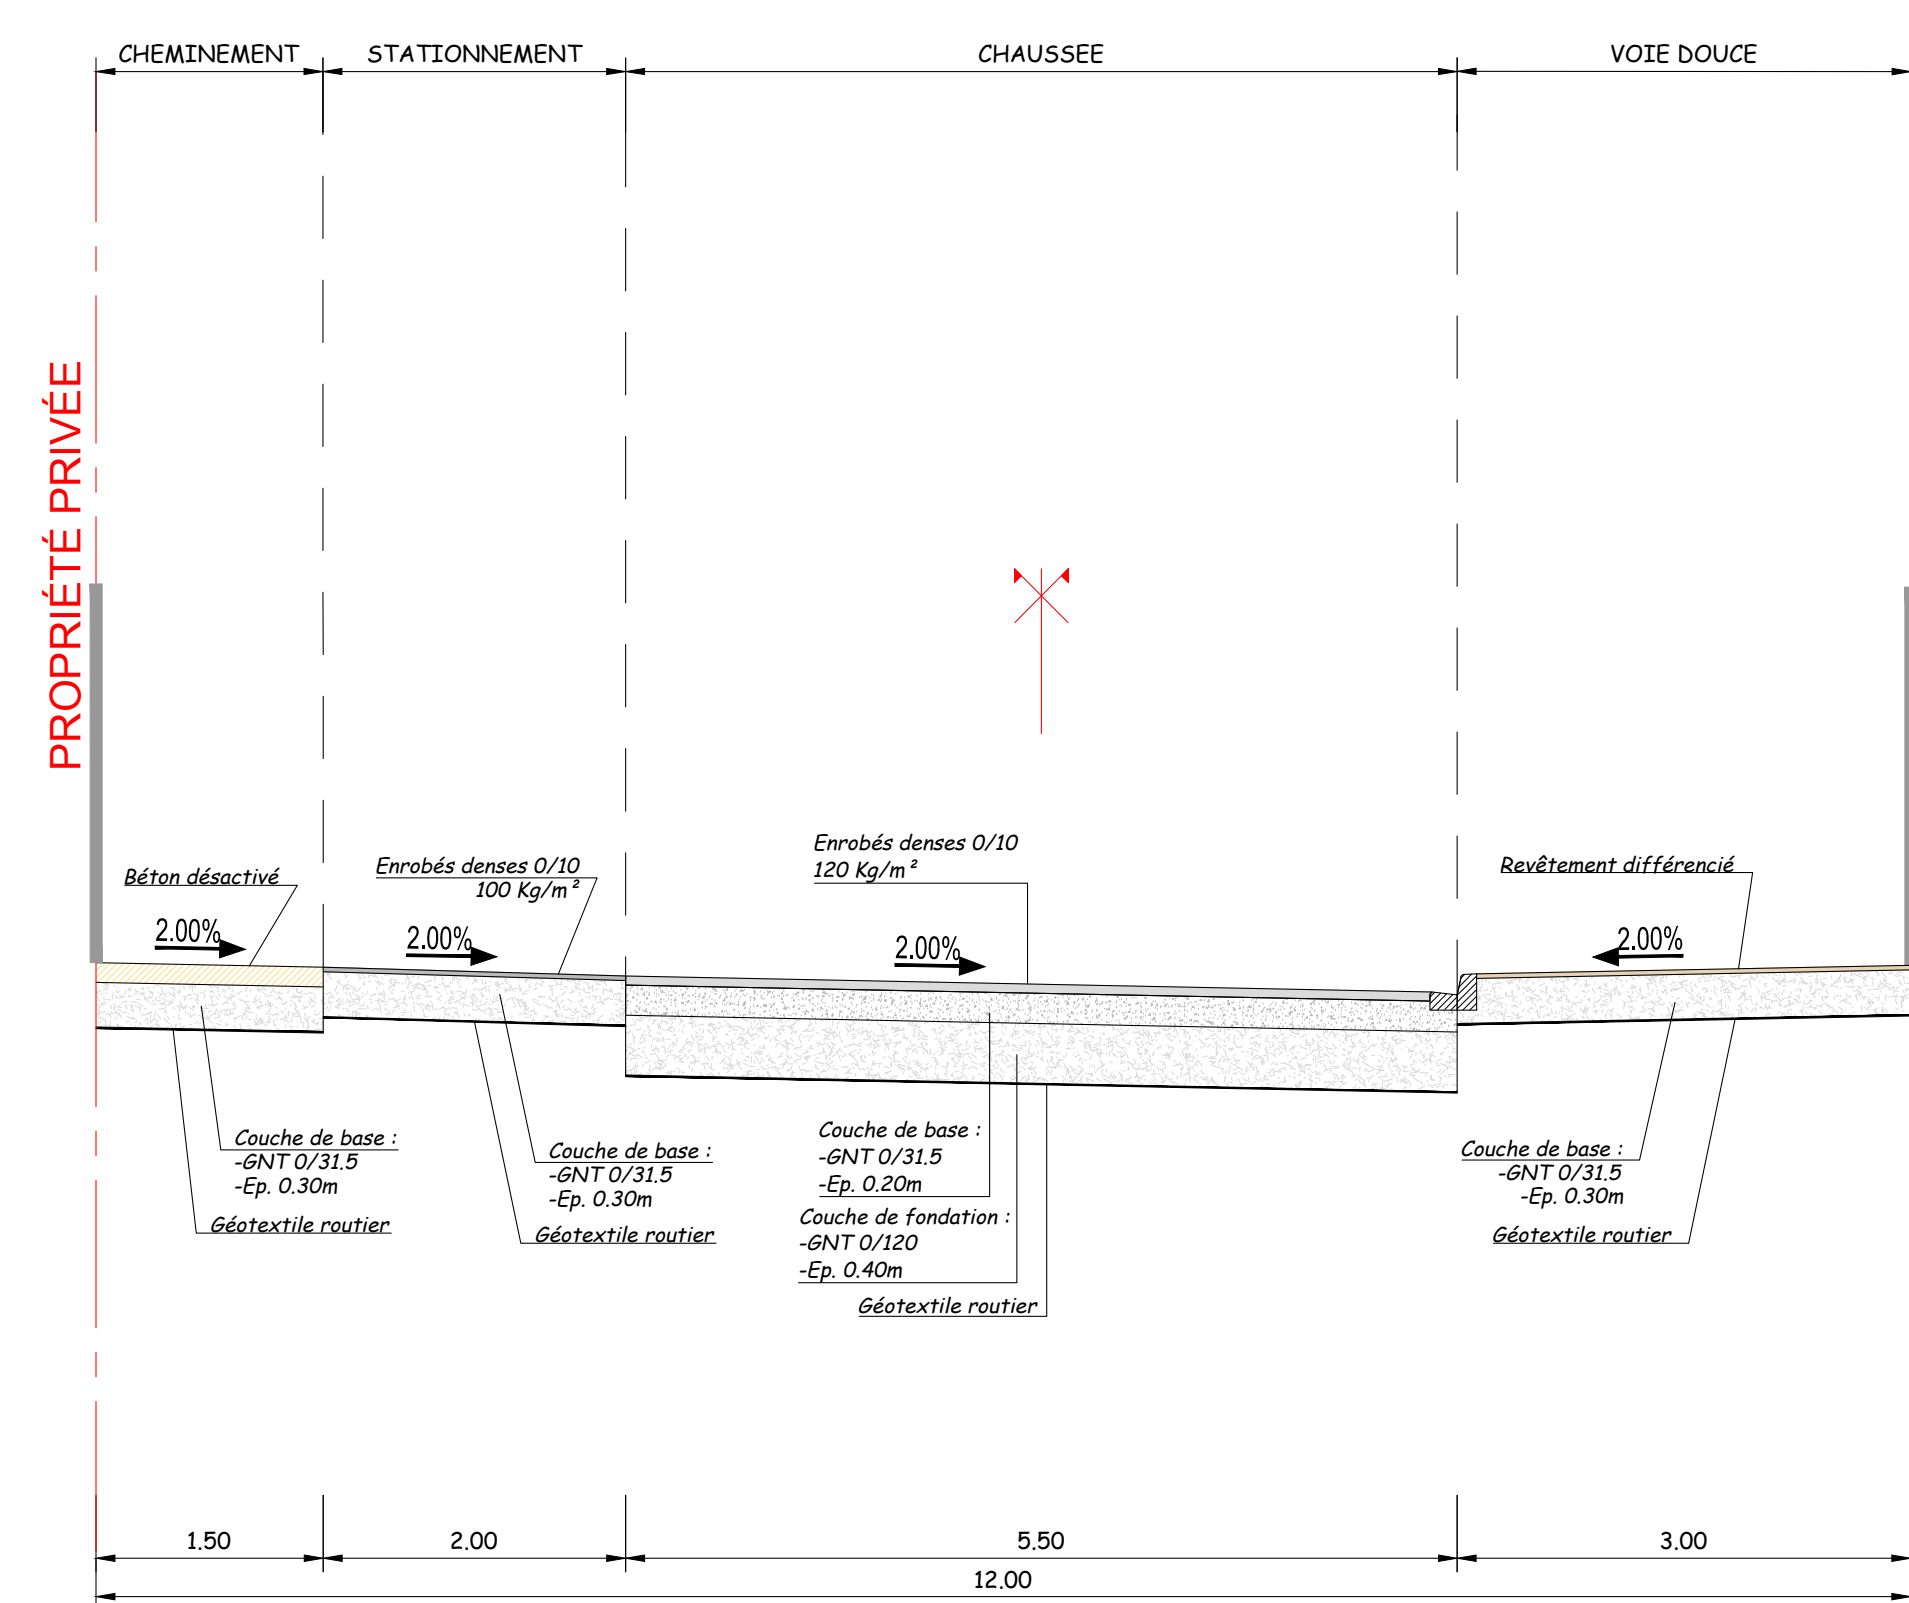 CHEMINEMENT
STATIONNEMENT
CHAUSSEE
VOIE DOUCE
PROPRIÉTÉ PRIVÉE
Béton désactivé
2.00%
Enrobés denses 0/10
100 Kg/m²
2.00%
Enrobés denses 0/10
120 Kg/m²
2.00%
Revêtement différencié
2.00%
Couche de base :
-GNT 0/31.5
-Ep. 0.30m
Géotextile routier
Couche de base :
-GNT 0/31.5
-Ep. 0.30m
Géotextile routier
Couche de base :
-GNT 0/31.5
-Ep. 0.20m
Couche de fondation :
-GNT 0/120
-Ep. 0.40m
Géotextile routier
Couche de base :
-GNT 0/31.5
-Ep. 0.30m
Géotextile routier
1.50
2.00
5.50
3.00
12.00